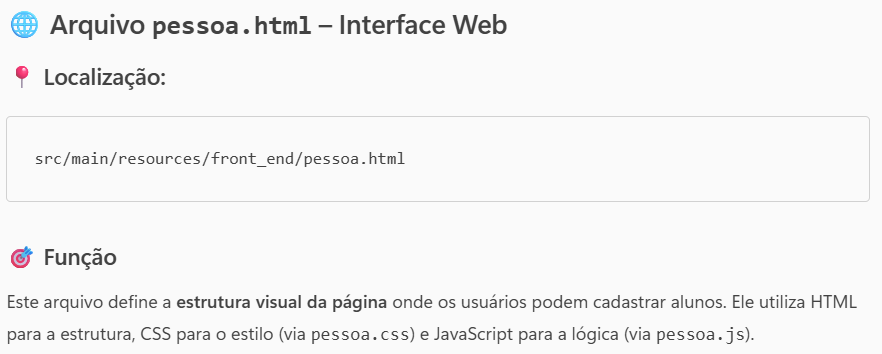 🌐 Arquivo pessoa.html – Interface Web
📍 Localização:
src/main/resources/front_end/pessoa.html
🎯 Função
Este arquivo define a estrutura visual da página onde os usuários podem cadastrar alunos. Ele utiliza HTML
para a estrutura, CSS para o estilo (via pessoa.css) e JavaScript para a lógica (via pessoa.js).